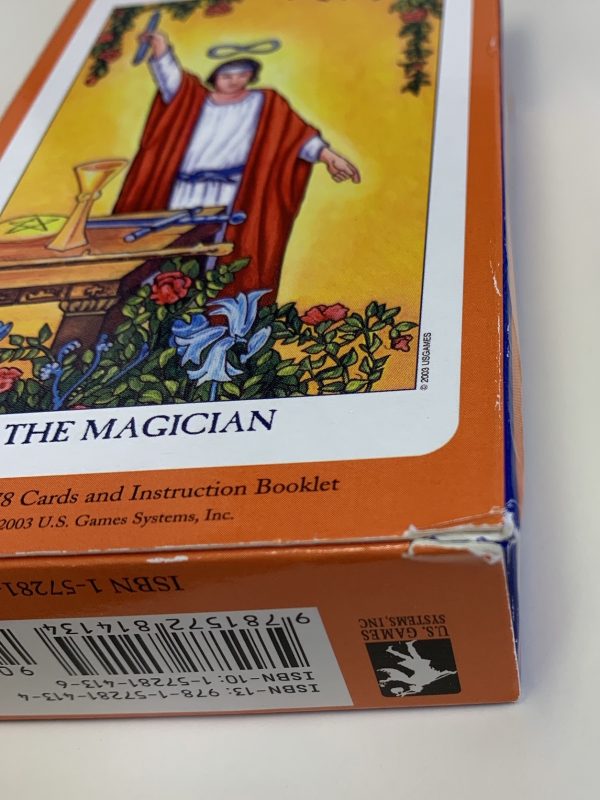 © 2003 USGAMES
THE MAGICIAN
78 Cards and Instruction Booklet
2003 U.S. Games Systems, Inc.
ISBN 1-57281-
9 781572 814134
90
ISBN-13: 978-1-57281-413-4
ISBN-10: 1-57281-413-6
U.S. GAMES
SYSTEMS, INC